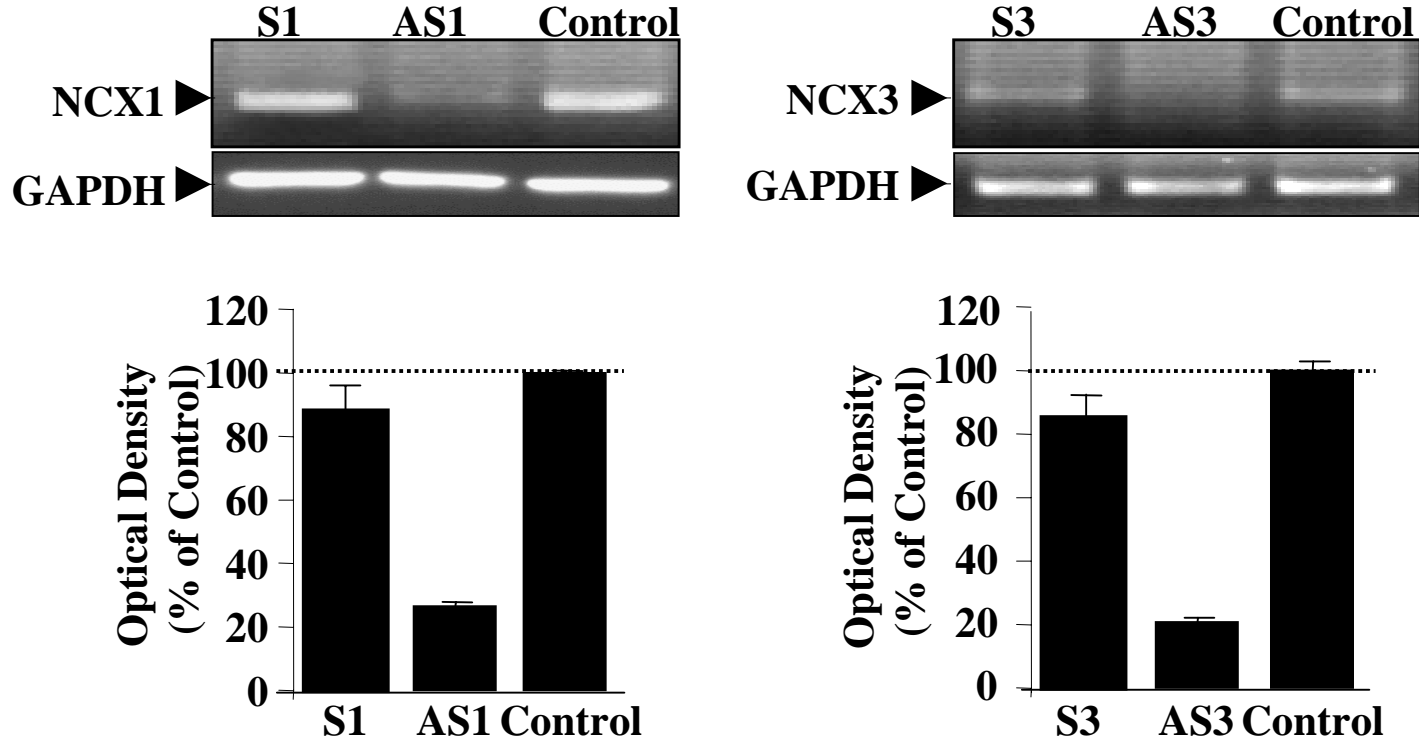 S1 AS1 Control
NCX1
GAPDH
120
100
80
60
40
20
0
Optical Density
(% of Control)
S1 AS1 Control
S3 AS3 Control
NCX3
GAPDH
120
100
80
60
40
20
0
Optical Density
(% of Control)
S3 AS3 Control